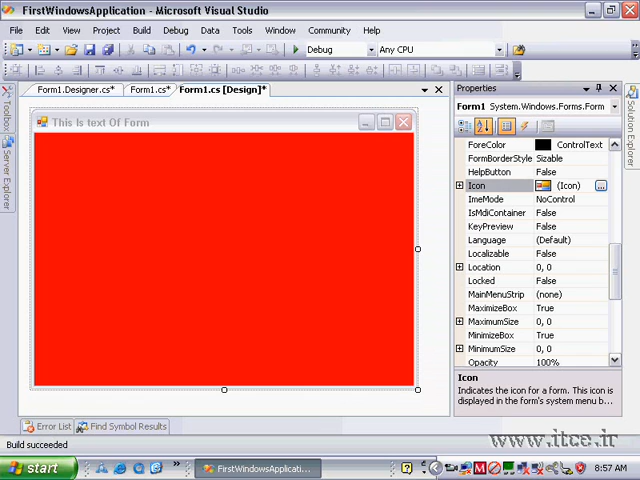 FirstWindowsApplication - Microsoft Visual Studio
File Edit View Project Build Debug Data Tools Window Community Help
Debug Any CPU
Form1.Designer.cs* Form1.cs* Form1.cs [Design]*
Properties
Form1 System.Windows.Forms.Form
Toolbox
Server Explorer
Solution Explorer
This Is text Of Form
ForeColor ControlText
FormBorderStyle Sizable
HelpButton False
Icon (Icon) ...
ImeMode NoControl
IsMdiContainer False
KeyPreview False
Language (Default)
Localizable False
Location 0, 0
Locked False
MainMenuStrip (none)
MaximizeBox True
MaximumSize 0, 0
MinimizeBox True
MinimumSize 0, 0
Opacity 100%
Icon
Indicates the icon for a form. This icon is
displayed in the form's system menu b...
Error List Find Symbol Results
Build succeeded
www.itce.ir
start
FirstWindowsApplicati...
8:57 AM